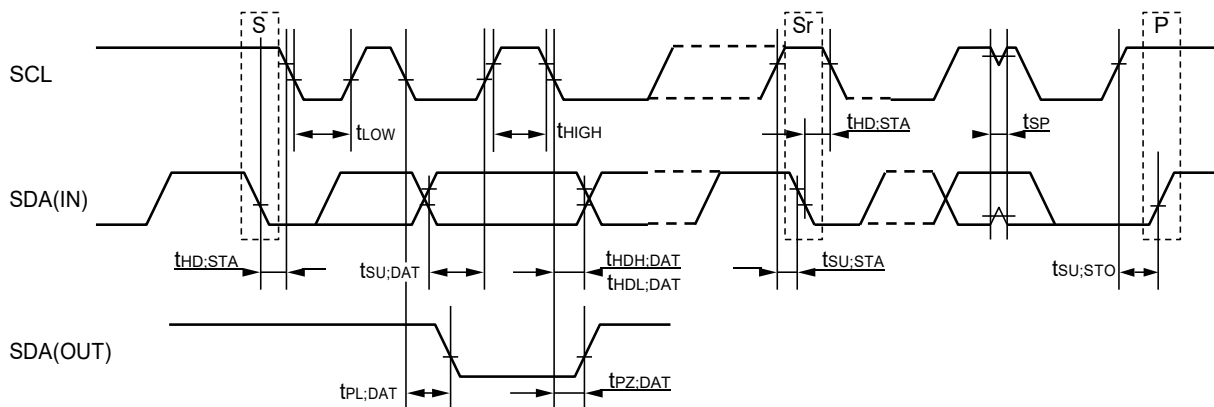 S Sr P
SCL
tLOW tHIGH tHD;STA tSP
SDA(IN)
tHD;STA tSU;DAT tHDH;DAT tSU;STA tSU;STO
tHDL;DAT
SDA(OUT)
tPL;DAT tPZ;DAT